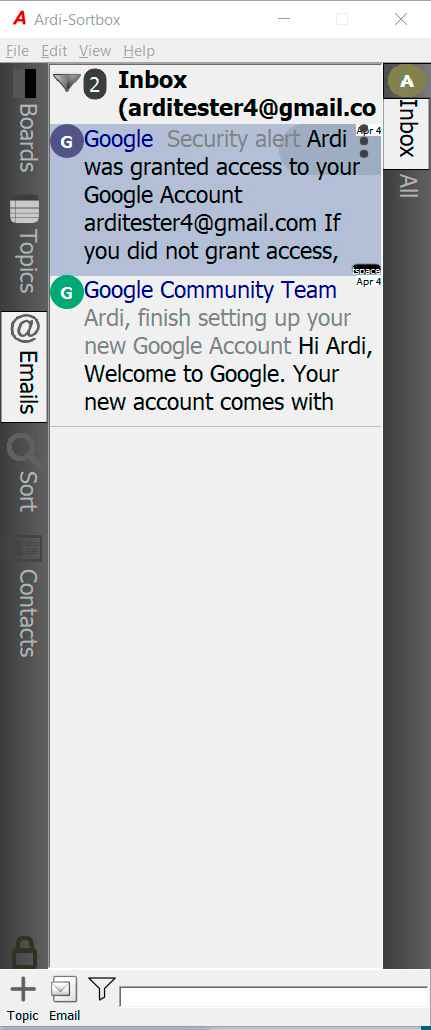 A Ardi-Sortbox
File Edit View Help
2 Inbox
(arditester4@gmail.co
G Google Security alert Ardi
Apr 4
was granted access to your
Google Account
arditester4@gmail.com If
you did not grant access,
tspace
G Google Community Team
Apr 4
Ardi, finish setting up your
new Google Account Hi Ardi,
Welcome to Google. Your
new account comes with
Boards
Topics
@ Emails
Sort
Contacts
A
Inbox
All
Topic
Email